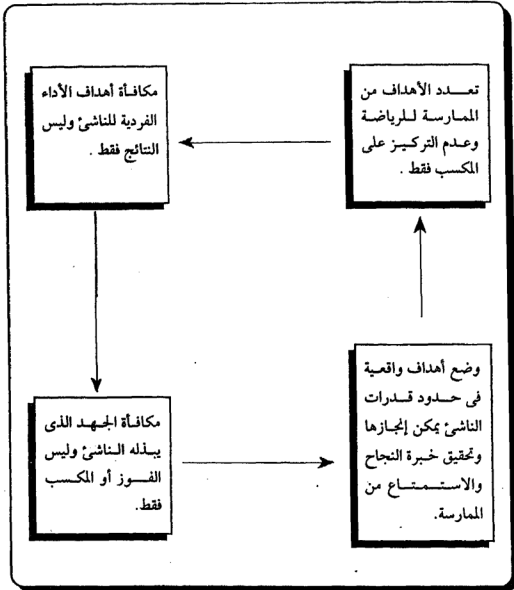 تعدد الأهداف من
الممارسة للرياضة
وعدم التركيز على
المكسب فقط .
مكافأة أهداف الأداء
الفردية للناشئ وليس
النتائج فقط .
مكافأة الجهد الذى
يبذله الناشئ وليس
الفوز أو المكسب
فقط.
وضع أهداف واقعية
فى حدود قدرات
الناشئ يمكن إنجازها
وتحقيق خبرة النجاح
والاستمتاع من
الممارسة.